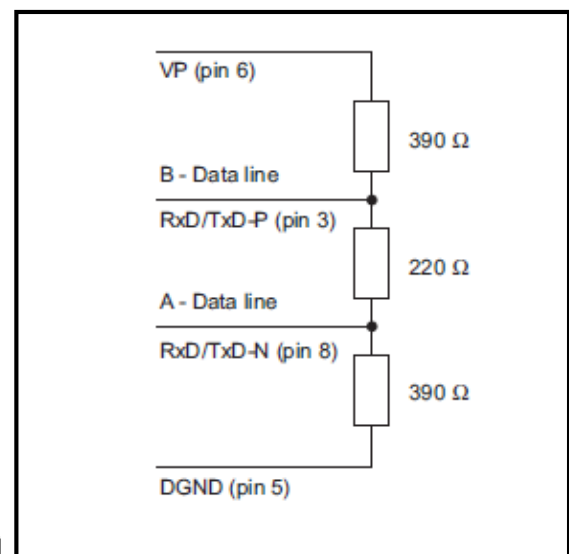 VP (pin 6)
390 Ω
B - Data line
RxD/TxD-P (pin 3)
220 Ω
A - Data line
RxD/TxD-N (pin 8)
390 Ω
DGND (pin 5)